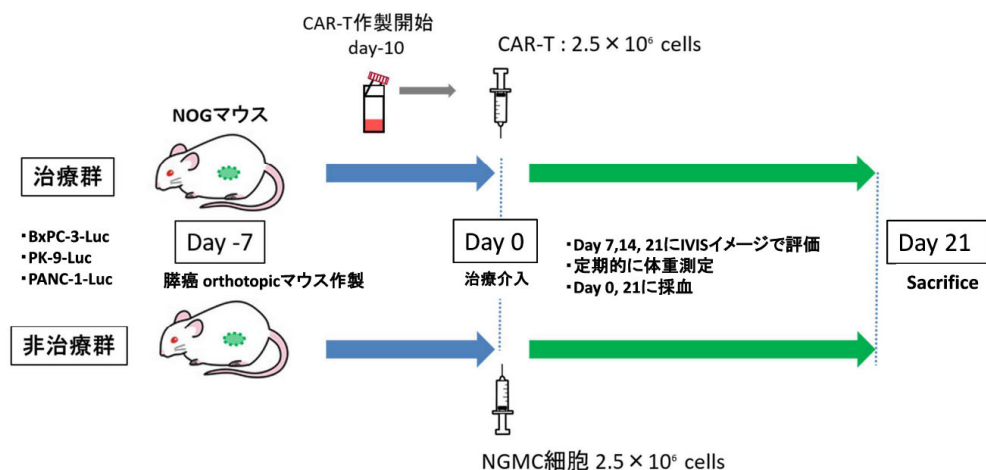 CAR-T作製開始
day-10
CAR-T : 2.5 × 10⁶ cells
NOGマウス
治療群
・BxPC-3-Luc
・PK-9-Luc
・PANC-1-Luc
Day -7
膵癌 orthotopicマウス作製
Day 0
治療介入
・Day 7,14, 21にIVISイメージで評価
・定期的に体重測定
・Day 0, 21に採血
Day 21
Sacrifice
非治療群
NGMC細胞 2.5 × 10⁶ cells